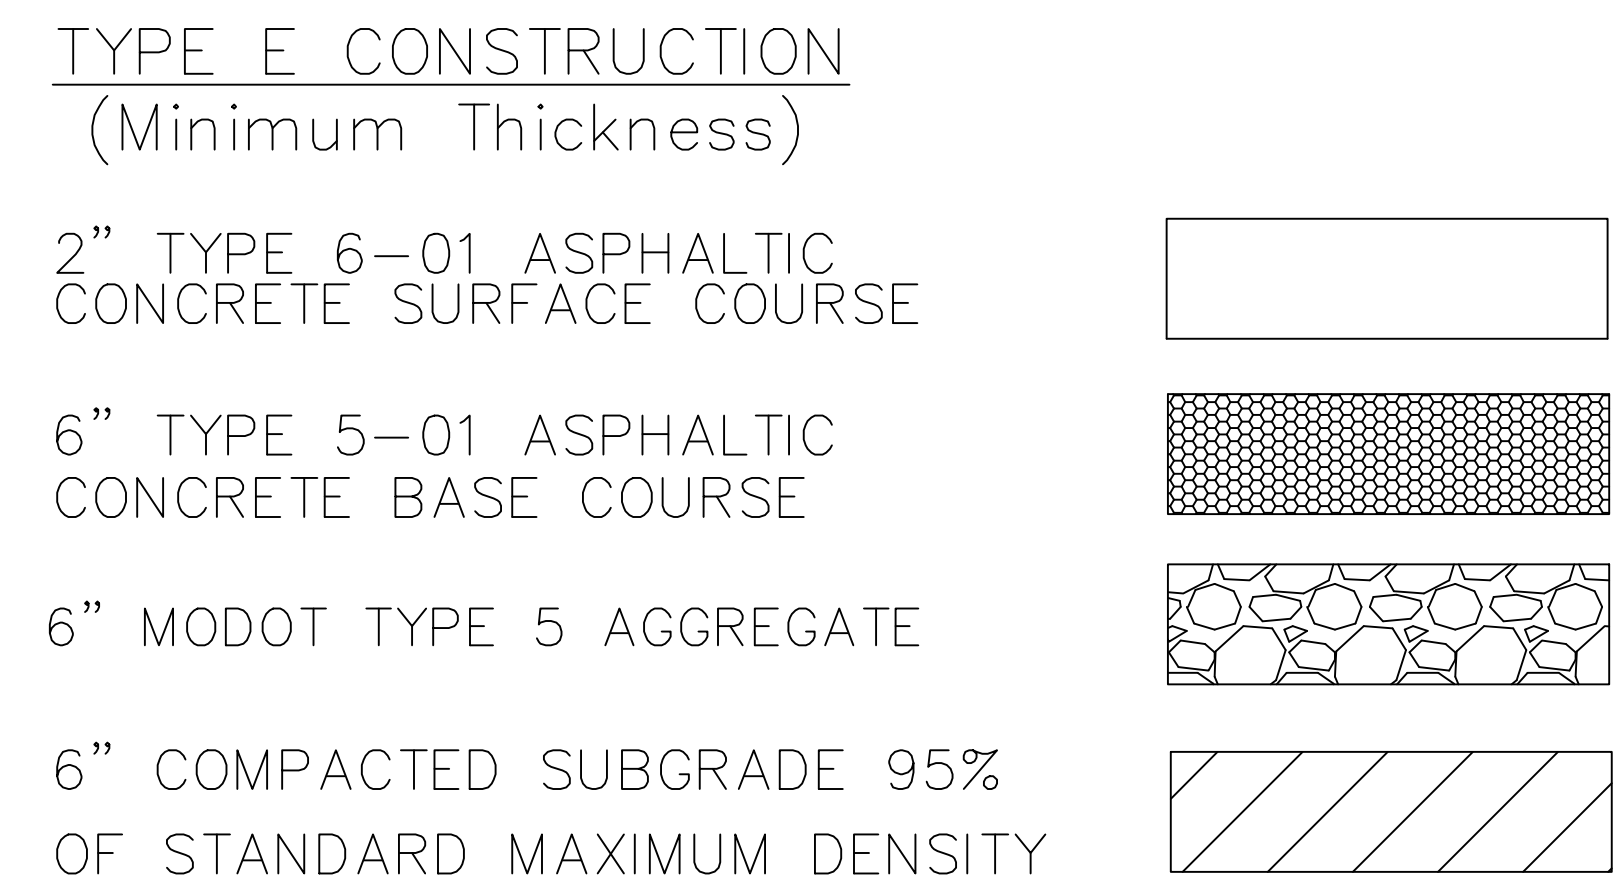 TYPE E CONSTRUCTION
(Minimum Thickness)
2” TYPE 6-01 ASPHALTIC
CONCRETE SURFACE COURSE
6” TYPE 5-01 ASPHALTIC
CONCRETE BASE COURSE
6” MODOT TYPE 5 AGGREGATE
6” COMPACTED SUBGRADE 95%
OF STANDARD MAXIMUM DENSITY